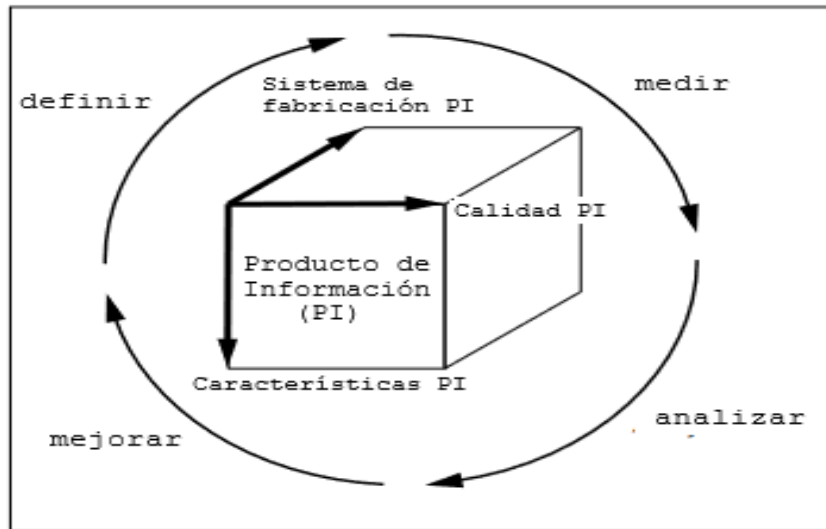 definir
Sistema de
fabricación PI
medir
Calidad PI
Producto de
Información
(PI)
Características PI
mejorar
analizar